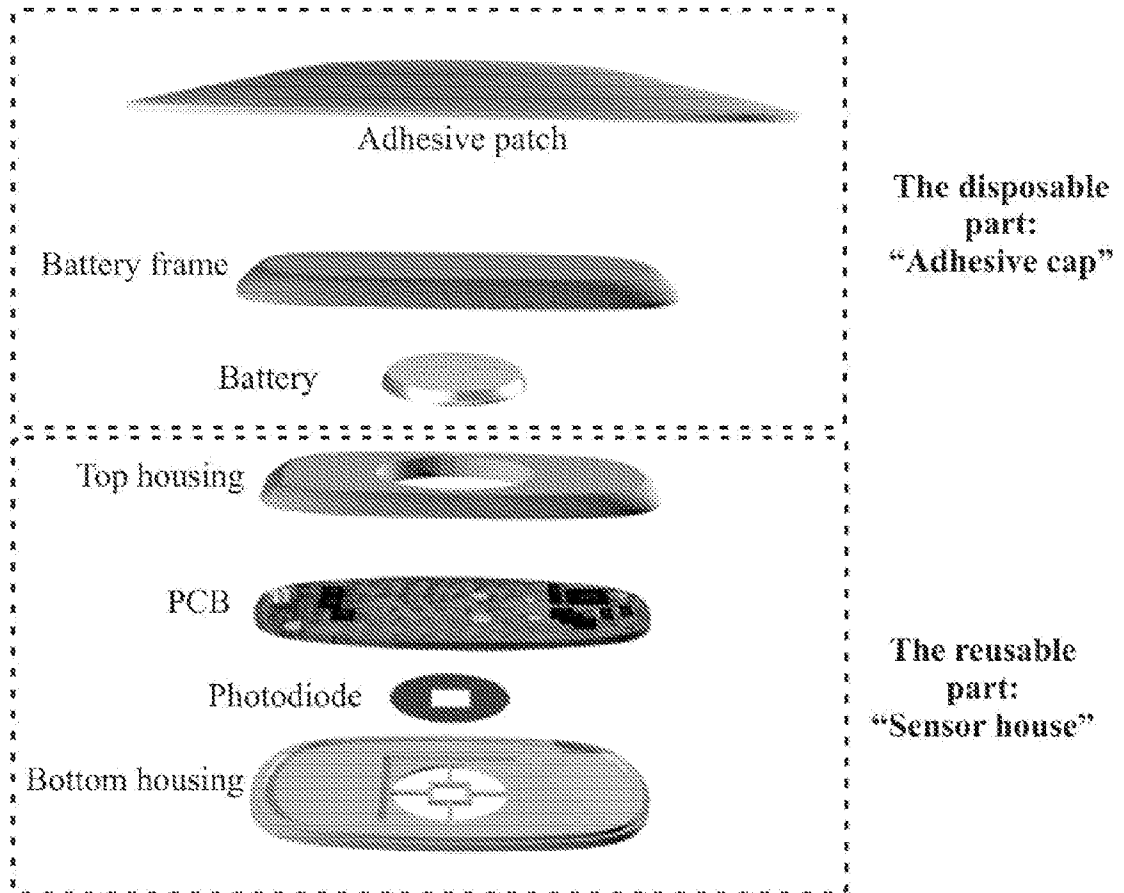 Adhesive patch
The disposable
part:
“Adhesive cap”
Battery frame
Battery
Top housing
PCB
Photodiode
The reusable
part:
“Sensor house”
Bottom housing